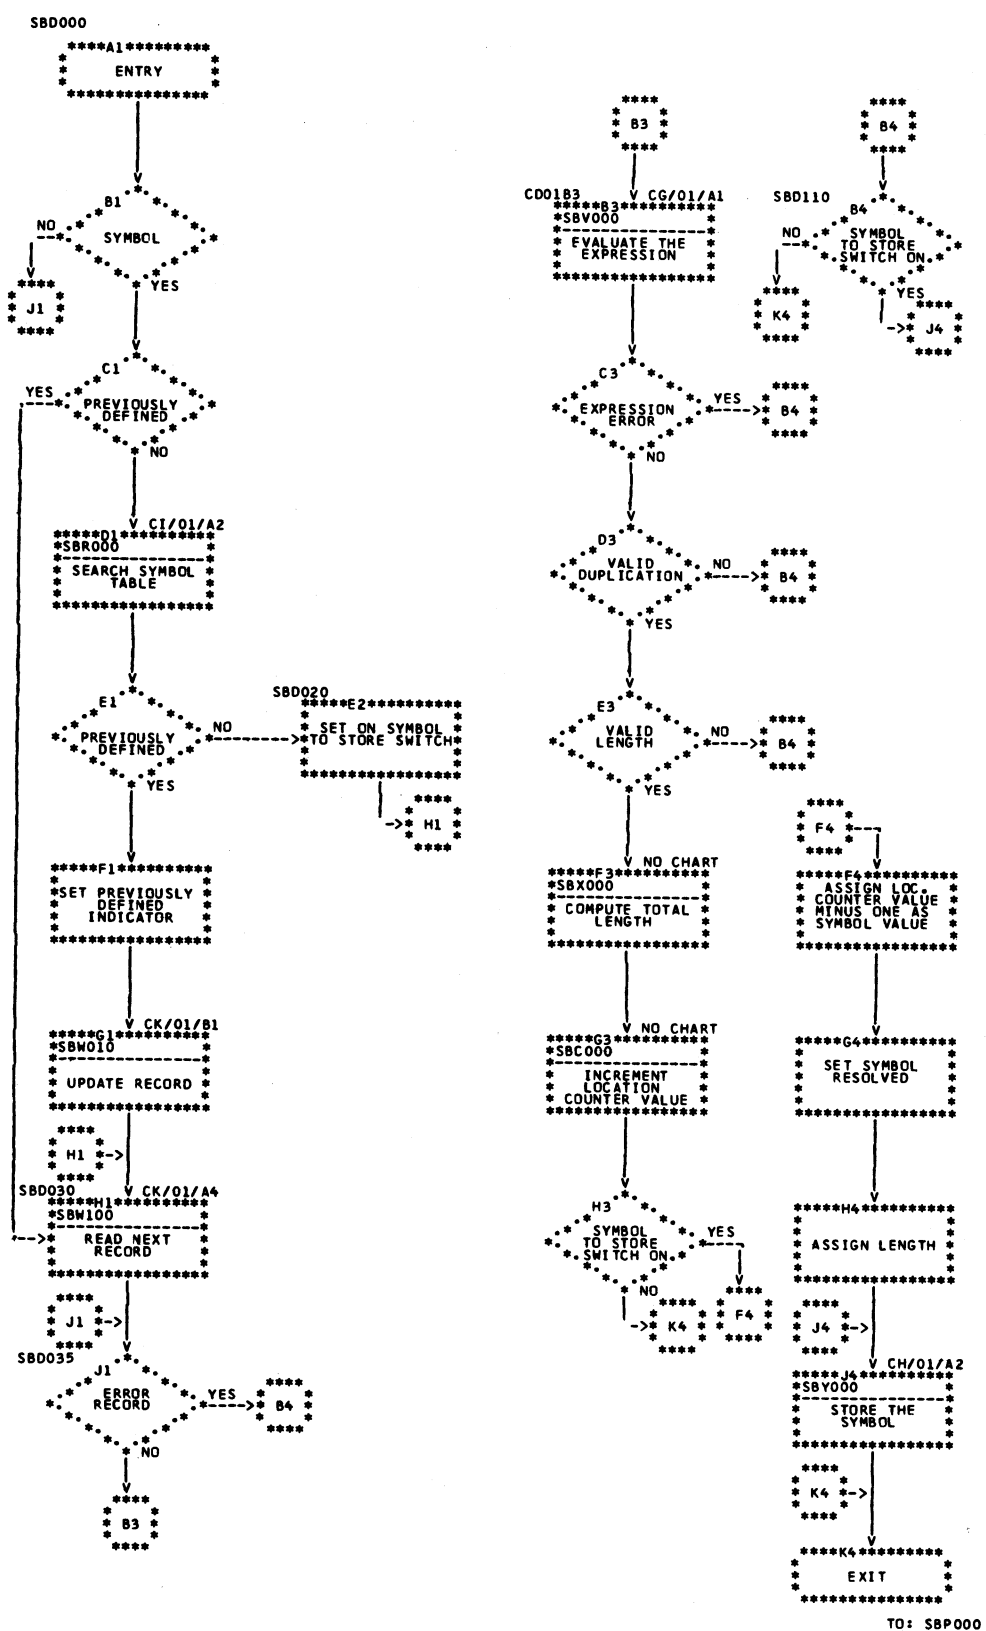 SBD000
A1
ENTRY
B1
SYMBOL
NO
YES
J1
C1
PREVIOUSLY
DEFINED
YES
NO
CI/01/A2
D1
SBR000
SEARCH SYMBOL
TABLE
E1
PREVIOUSLY
DEFINED
NO
YES
SBD020
E2
SET ON SYMBOL
TO STORE SWITCH
H1
F1
SET PREVIOUSLY
DEFINED
INDICATOR
CK/01/B1
G1
SBW010
UPDATE RECORD
H1
SBD030
CK/01/A4
H1
SBW100
READ NEXT
RECORD
J1
SBD035
J1
ERROR
RECORD
YES
B4
NO
B3
B3
CD01B3
CG/01/A1
B3
SBV000
EVALUATE THE
EXPRESSION
C3
EXPRESSION
ERROR
YES
B4
NO
D3
VALID
DUPLICATION
NO
B4
YES
E3
VALID
LENGTH
NO
B4
YES
NO CHART
F3
SBX000
COMPUTE TOTAL
LENGTH
NO CHART
G3
SBC000
INCREMENT
LOCATION
COUNTER VALUE
H3
SYMBOL
TO STORE
SWITCH ON
YES
F4
NO
K4
B4
SBD110
B4
SYMBOL
TO STORE
SWITCH ON
NO
K4
YES
J4
F4
F4
ASSIGN LOC.
COUNTER VALUE
MINUS ONE AS
SYMBOL VALUE
G4
SET SYMBOL
RESOLVED
H4
ASSIGN LENGTH
J4
CH/01/A2
J4
SBY000
STORE THE
SYMBOL
K4
K4
EXIT
TO: SBP000